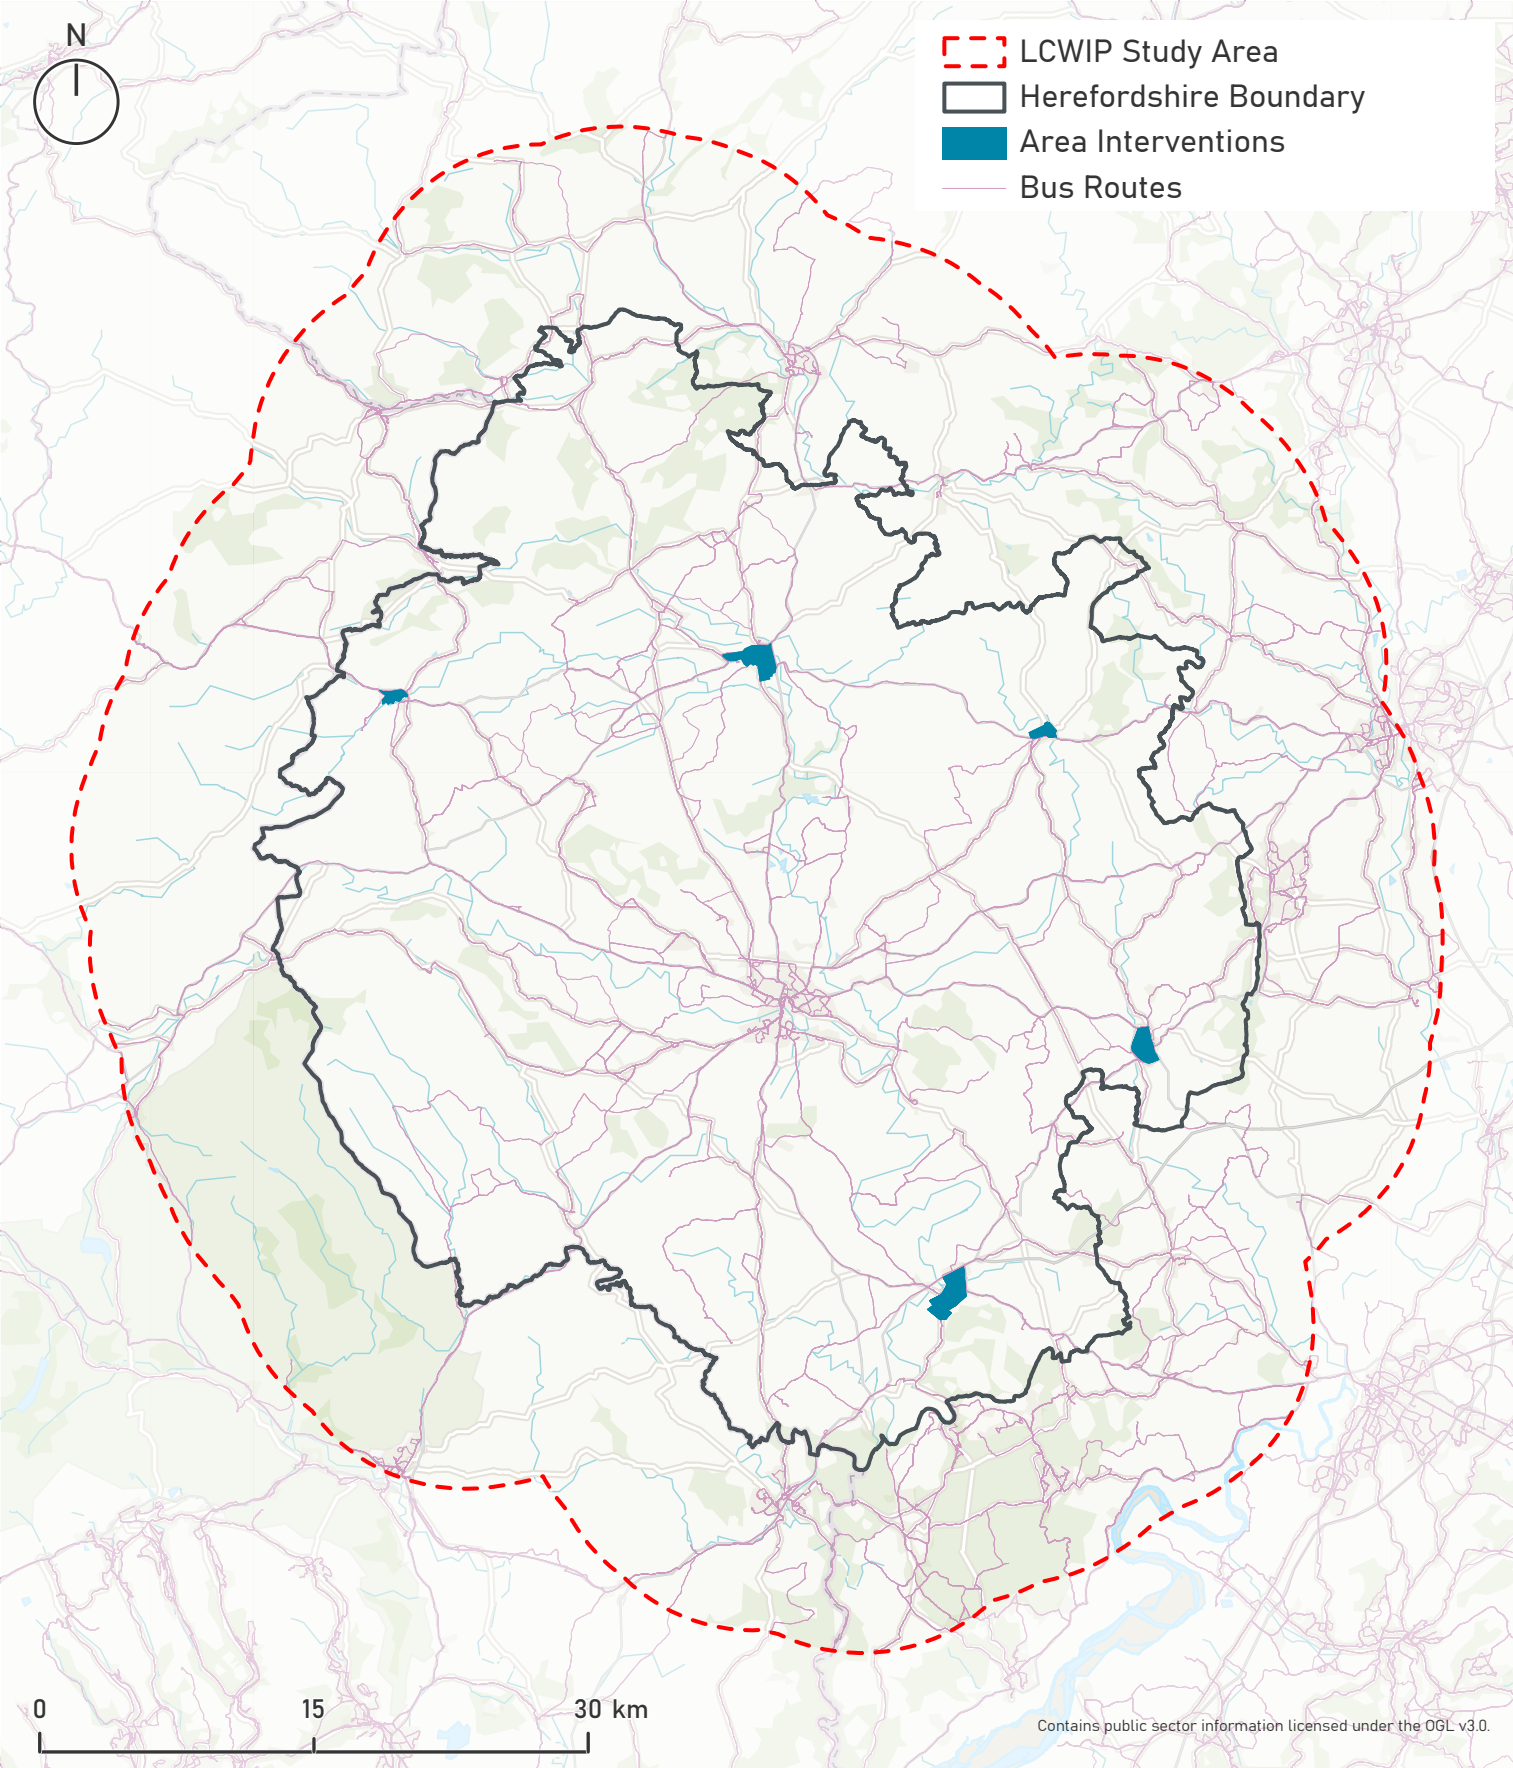 N
LCWIP Study Area
Herefordshire Boundary
Area Interventions
Bus Routes
0 15 30 km
Contains public sector information licensed under the OGL v3.0.